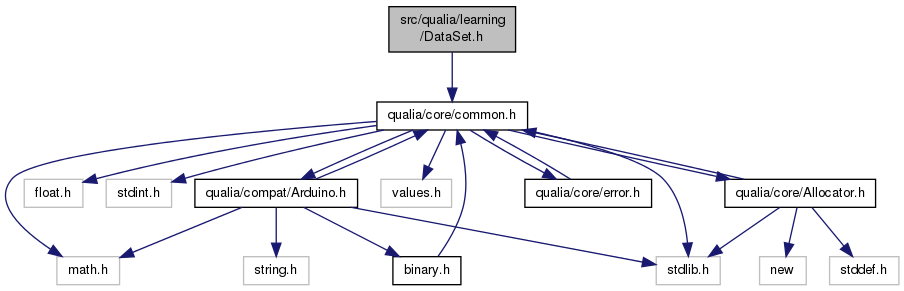 src/qualia/learning
/DataSet.h
qualia/core/common.h
float.h
stdint.h
qualia/compat/Arduino.h
values.h
qualia/core/error.h
qualia/core/Allocator.h
math.h
string.h
binary.h
stdlib.h
new
stddef.h